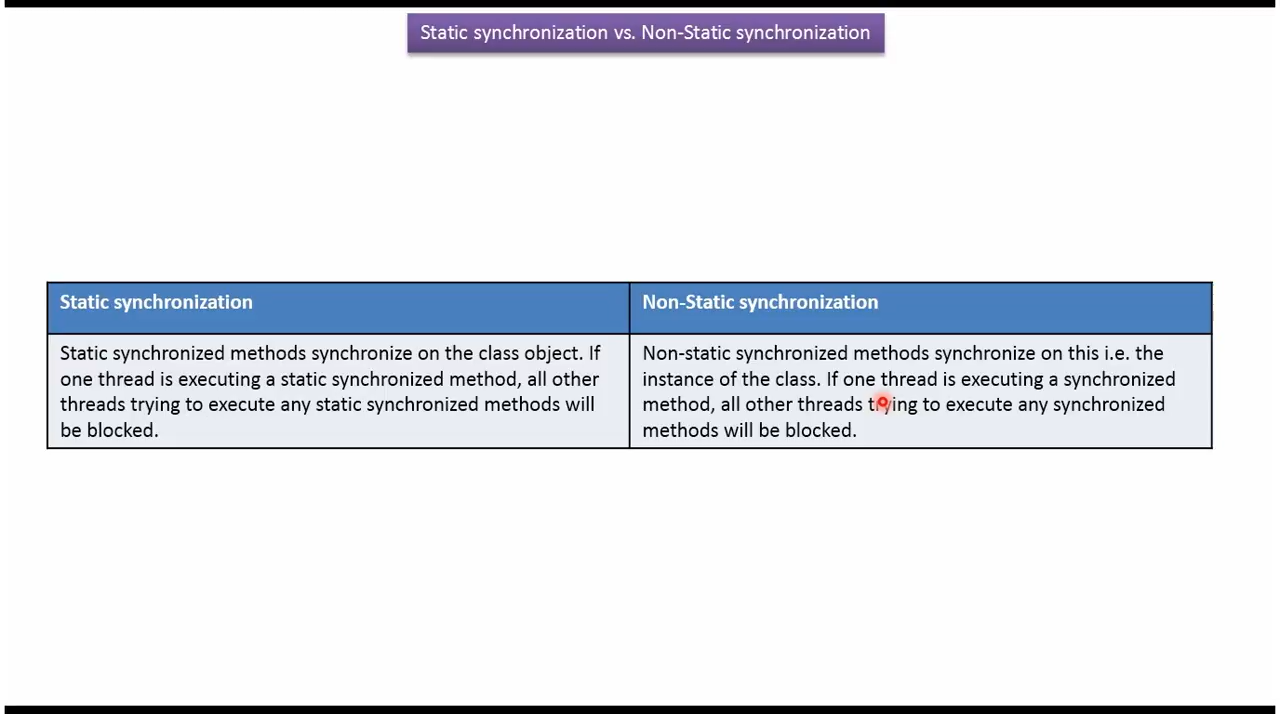 Static synchronization vs. Non-Static synchronization
Static synchronization
Non-Static synchronization
Static synchronized methods synchronize on the class object. If
one thread is executing a static synchronized method, all other
threads trying to execute any static synchronized methods will
be blocked.
Non-static synchronized methods synchronize on this i.e. the
instance of the class. If one thread is executing a synchronized
method, all other threads trying to execute any synchronized
methods will be blocked.